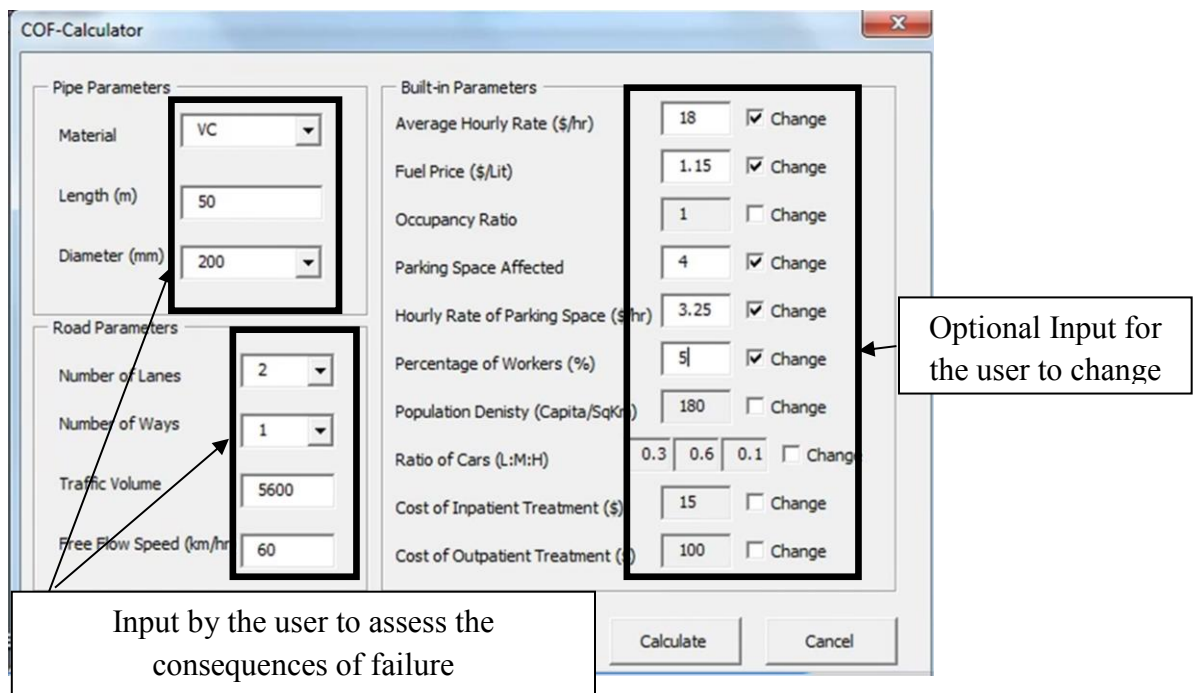 COF-Calculator
Pipe Parameters
Material VC
Length (m) 50
Diameter (mm) 200
Road Parameters
Number of Lanes 2
Number of Ways 1
Traffic Volume 5600
Free Flow Speed (km/hr 60
Built-in Parameters
Average Hourly Rate ($/hr) 18 Change
Fuel Price ($/Lit) 1.15 Change
Occupancy Ratio 1 Change
Parking Space Affected 4 Change
Hourly Rate of Parking Space ($/hr) 3.25 Change
Percentage of Workers (%) 5 Change
Population Denisty (Capita/SqKm) 180 Change
Ratio of Cars (L:M:H) 0.3 0.6 0.1 Change
Cost of Inpatient Treatment ($) 15 Change
Cost of Outpatient Treatment ($) 100 Change
Calculate Cancel
Optional Input for
the user to change
Input by the user to assess the
consequences of failure